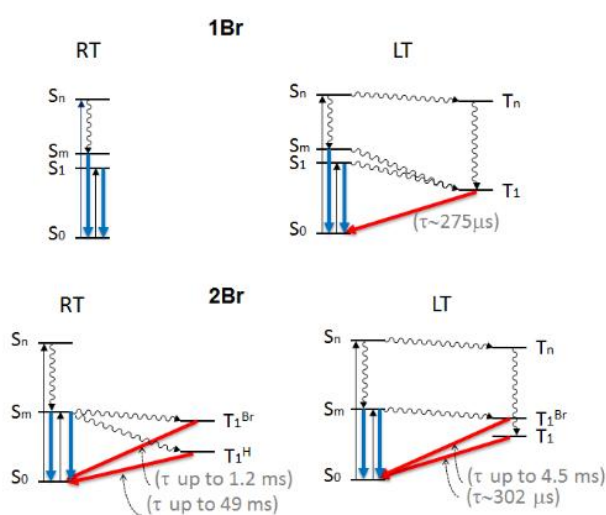 1Br
RT
LT
Sn
Sn
Tn
Sm
Sm
S1
S1
T1
S0
S0
(τ~275μs)
2Br
RT
LT
Sn
Sn
Tn
Sm
Sm
T1Br
T1Br
T1H
T1
S0
S0
(τ up to 1.2 ms)
(τ up to 4.5 ms)
(τ up to 49 ms)
(τ~302 μs)